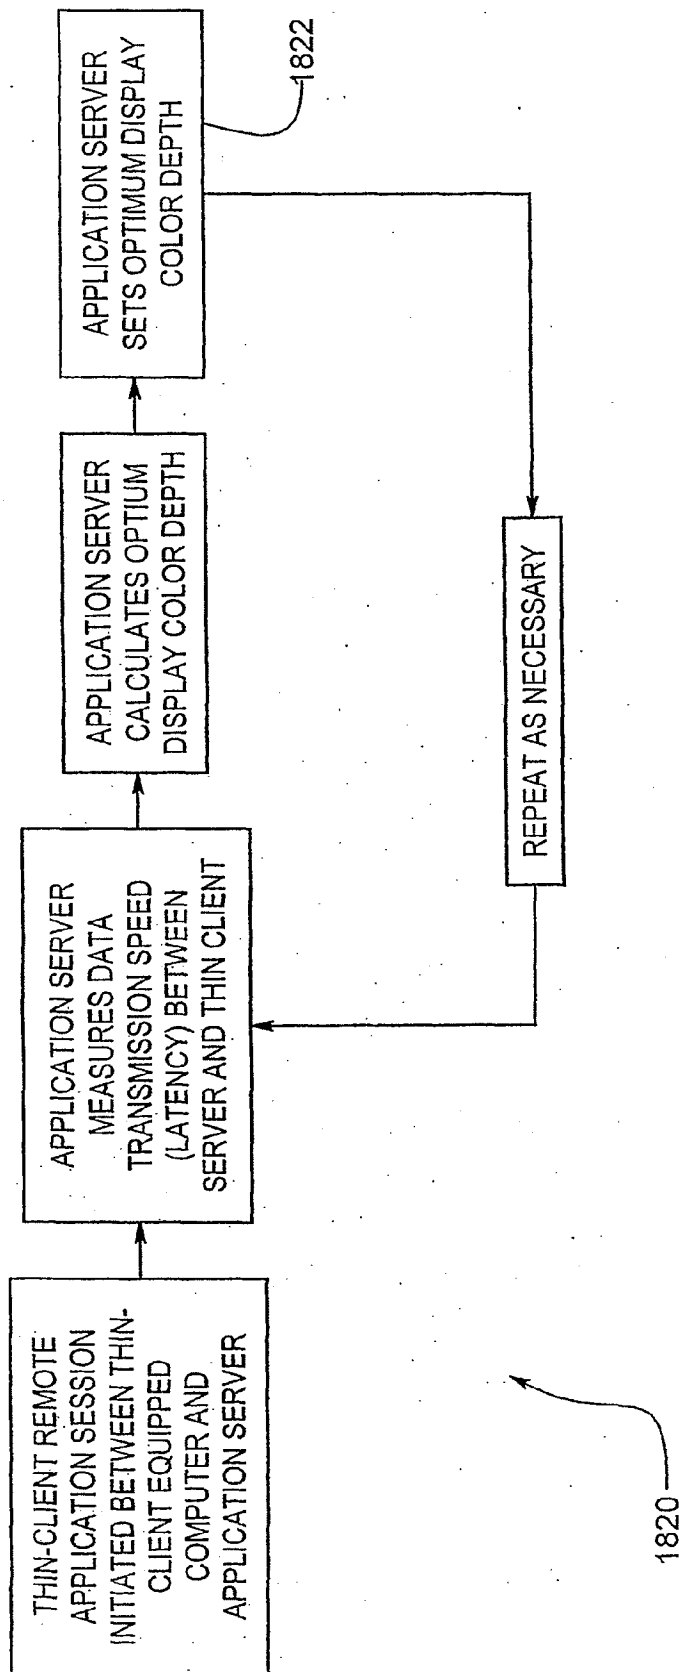 THIN-CLIENT REMOTE
APPLICATION SESSION
INITIATED BETWEEN THIN-
CLIENT EQUIPPED
COMPUTER AND
APPLICATION SERVER
APPLICATION SERVER
MEASURES DATA
TRANSMISSION SPEED
(LATENCY) BETWEEN
SERVER AND THIN CLIENT
APPLICATION SERVER
CALCULATES OPTIUM
DISPLAY COLOR DEPTH
APPLICATION SERVER
SETS OPTIMUM DISPLAY
COLOR DEPTH
1822
REPEAT AS NECESSARY
1820